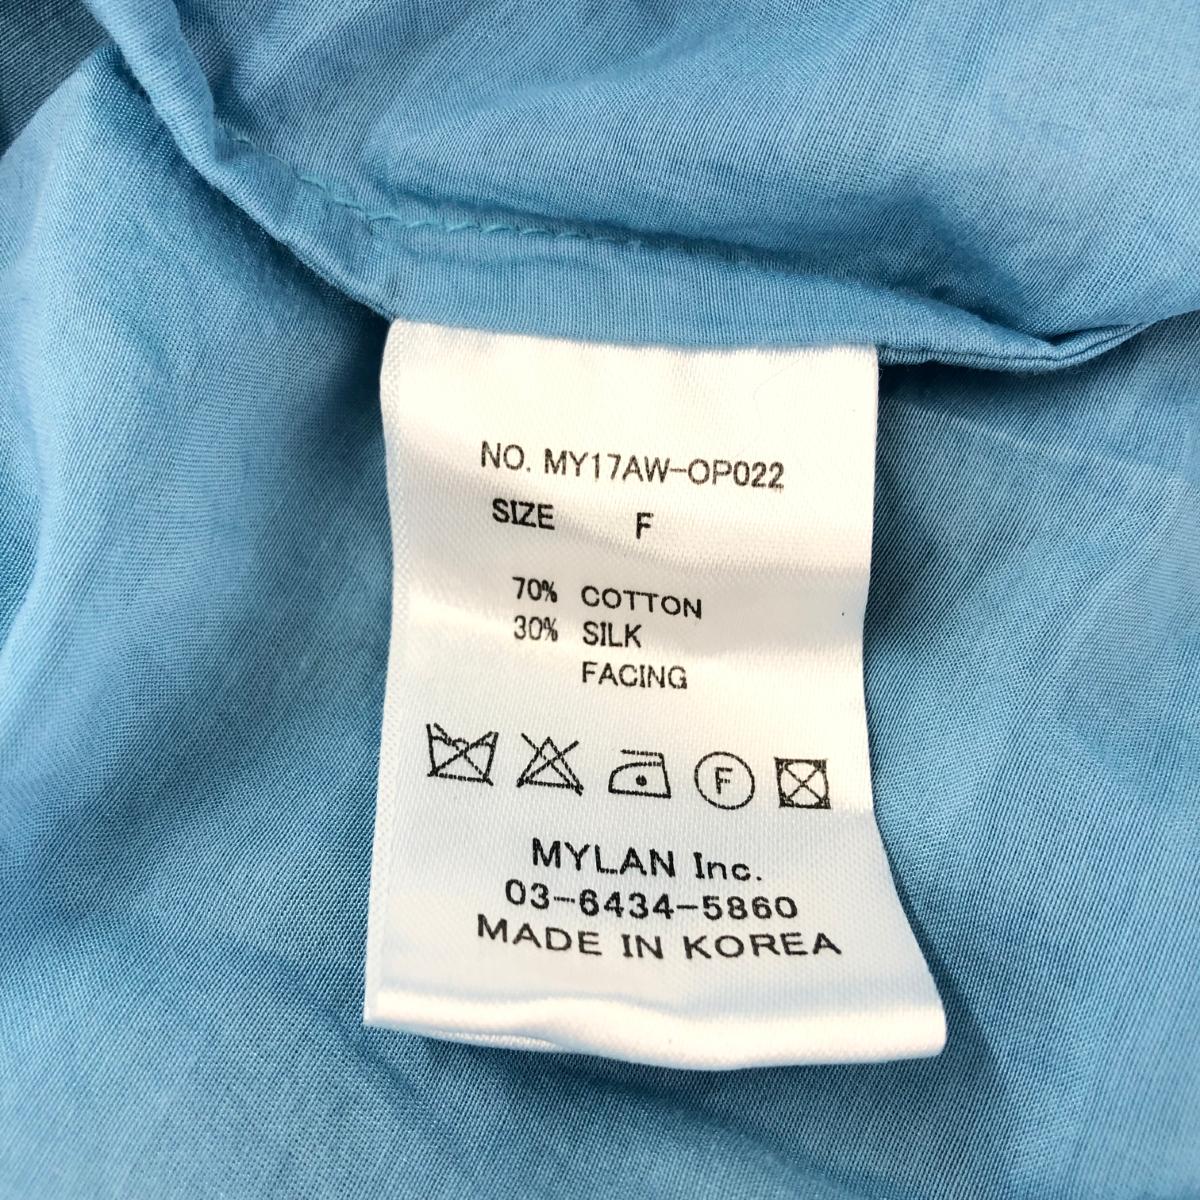 NO. MY17AW-OP022
SIZE F
70% COTTON
30% SILK
FACING
F
MYLAN Inc.
03-6434-5860
MADE IN KOREA